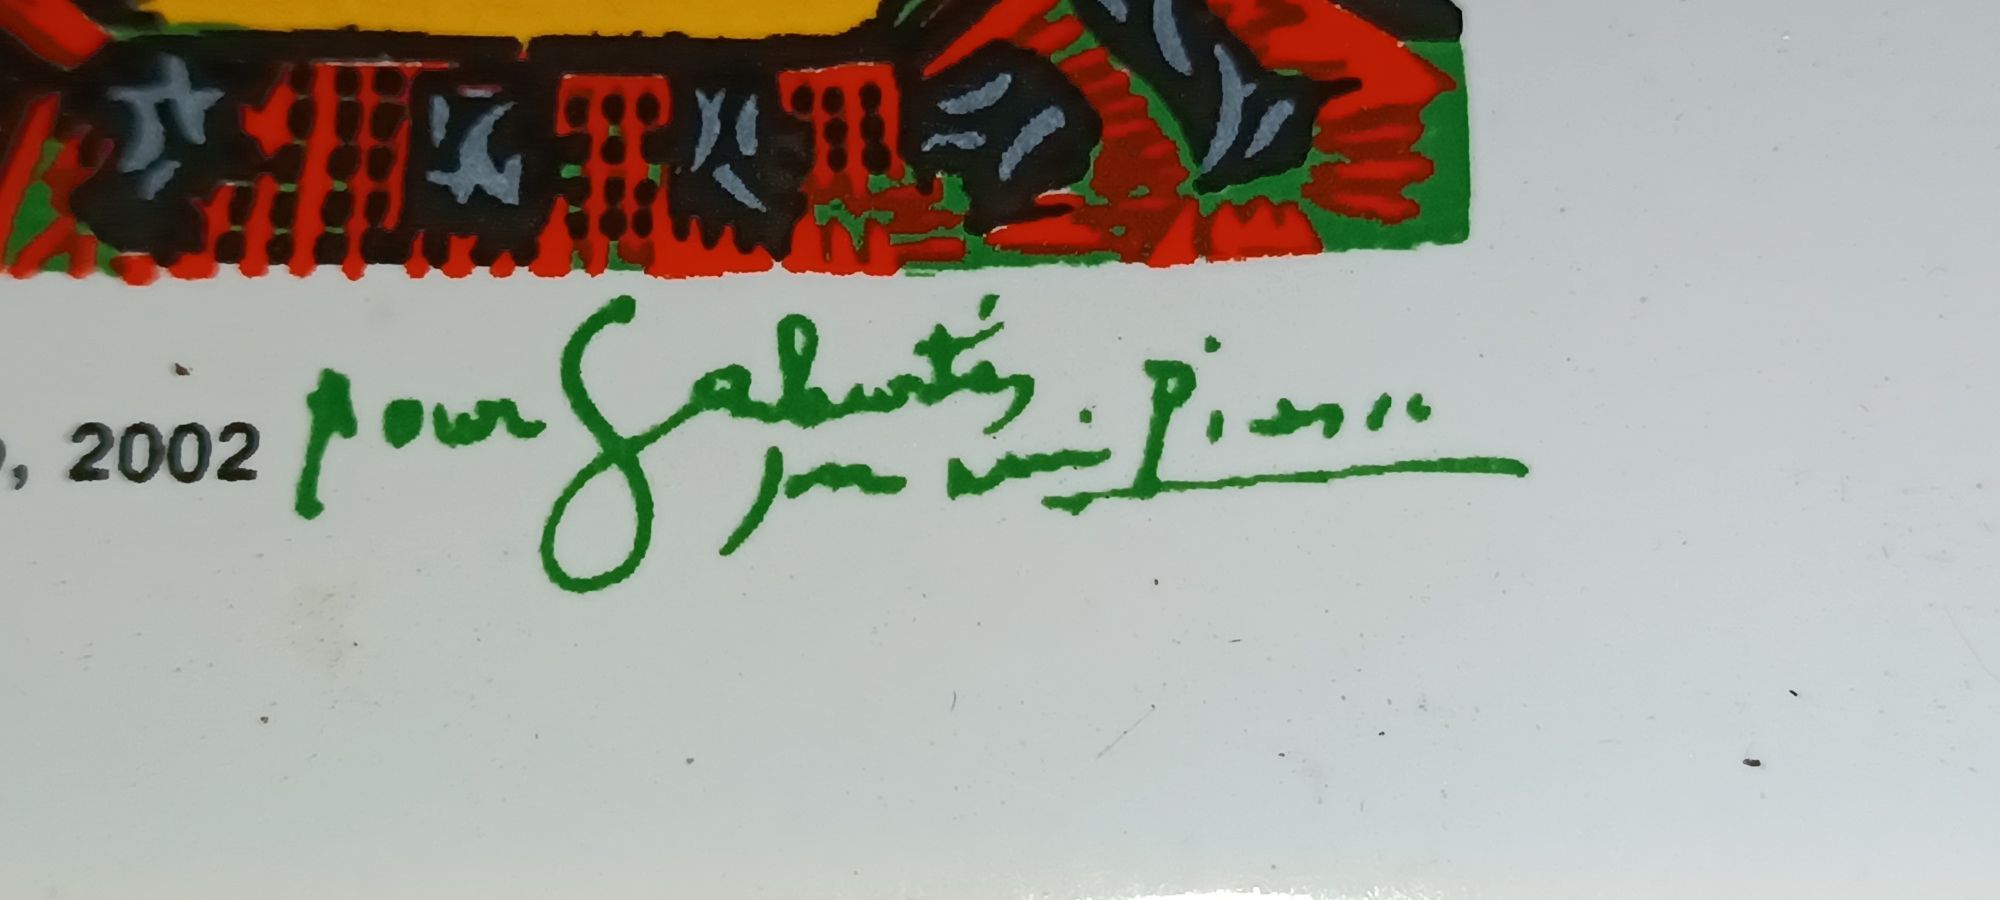 , 2002 pour Sabartés
son ami. Picasso